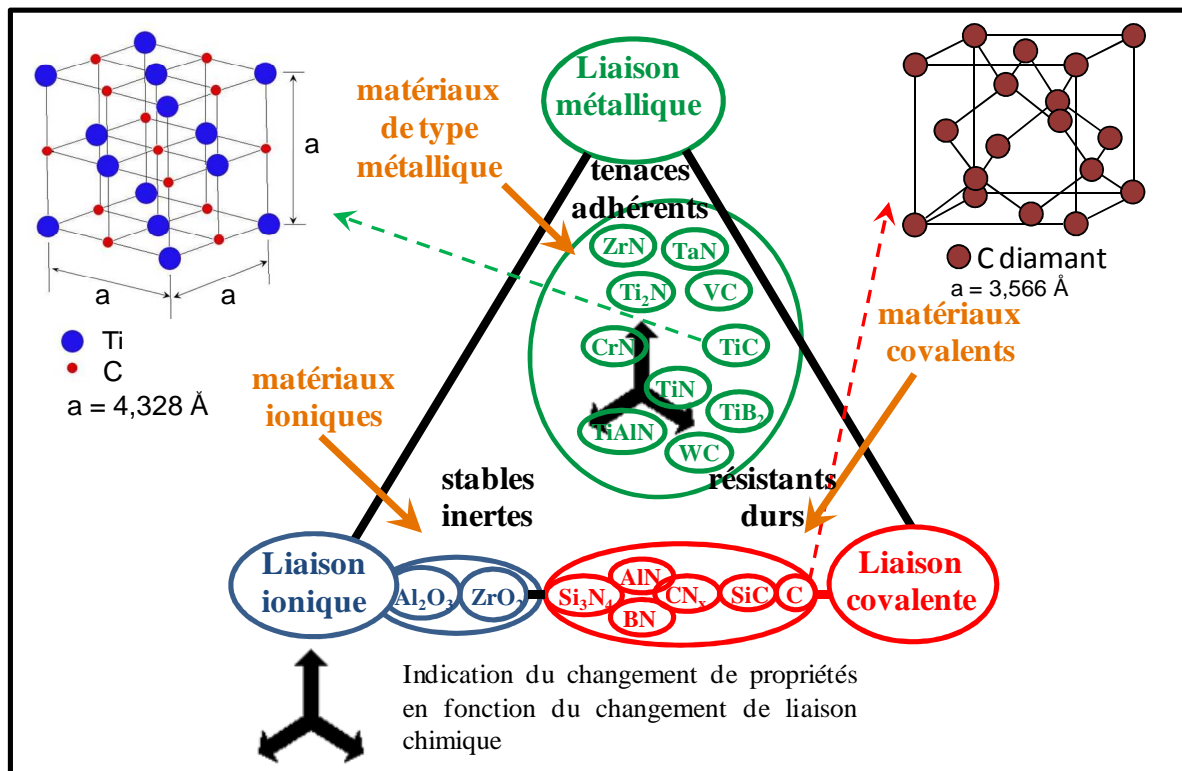 Liaison
métallique
matériaux
de type
métallique
tenaces
adhérents
ZrN
TaN
Ti₂N
VC
CrN
TiC
TiN
TiB₂
TiAlN
WC
a
a
a
Ti
C
a = 4,328 Å
C diamant
a = 3,566 Å
matériaux
covalents
matériaux
ioniques
stables
inertes
résistants
durs
Liaison
ionique
Al₂O₃
ZrO₂
Si₃N₄
AlN
BN
CNₓ
SiC
C
Liaison
covalente
Indication du changement de propriétés
en fonction du changement de liaison
chimique